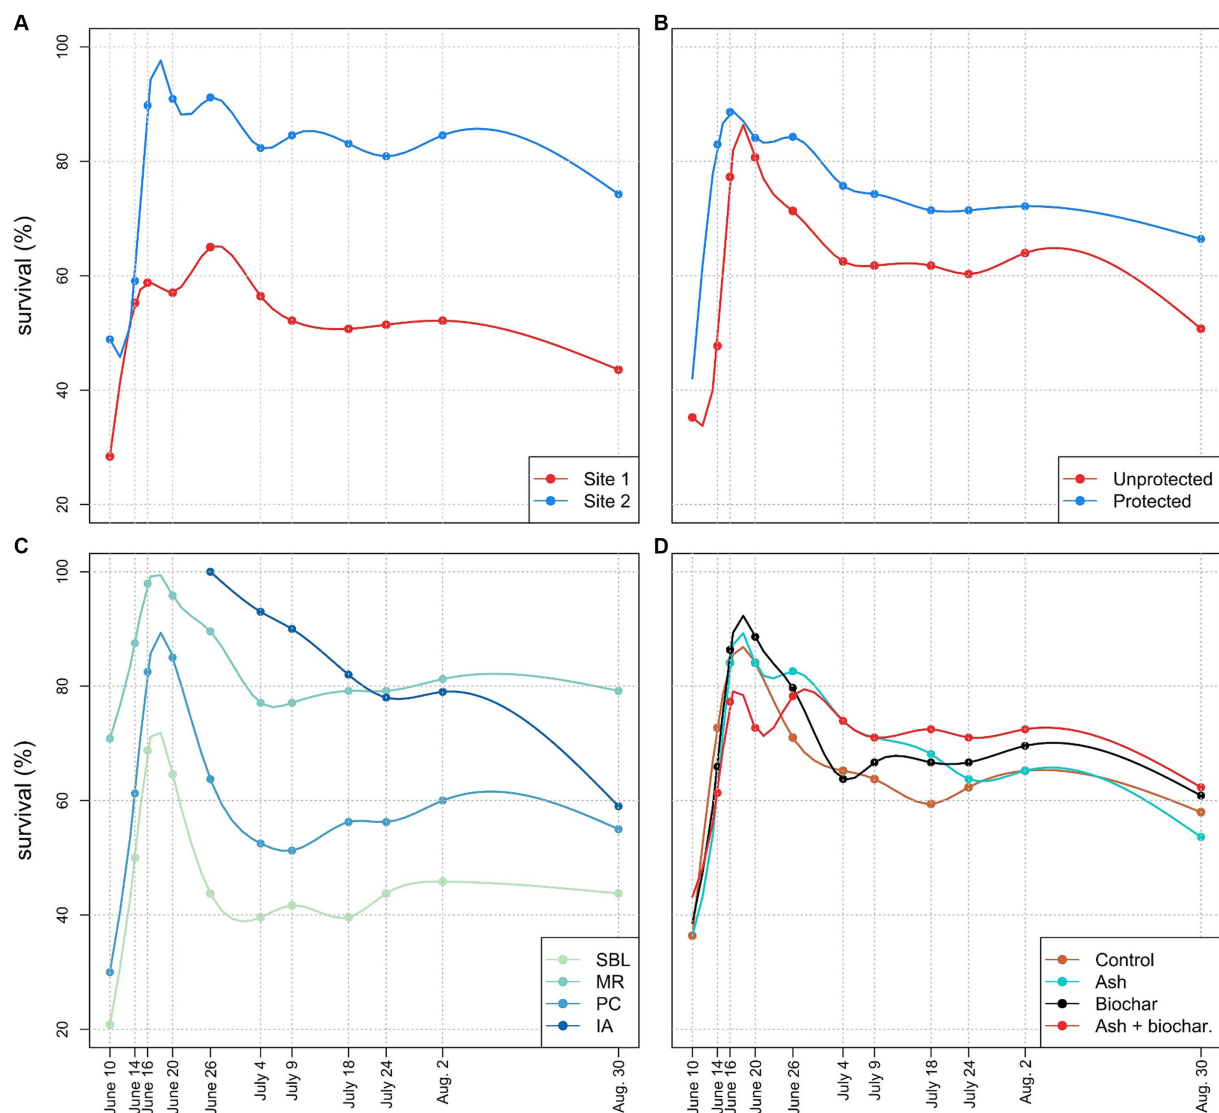 A
survival (%)
100
80
60
40
20
Site 1
Site 2
B
Unprotected
Protected
C
survival (%)
100
80
60
40
20
SBL
MR
PC
IA
June 10
June 14
June 16
June 20
June 26
July 4
July 9
July 18
July 24
Aug. 2
Aug. 30
D
Control
Ash
Biochar
Ash + biochar.
June 10
June 14
June 16
June 20
June 26
July 4
July 9
July 18
July 24
Aug. 2
Aug. 30